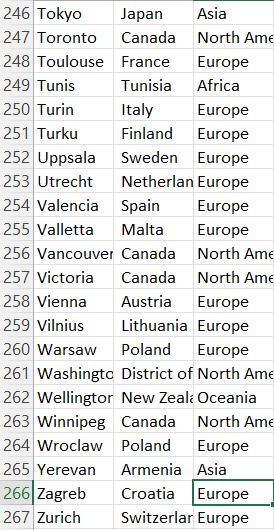 246 Tokyo Japan Asia
247 Toronto Canada North Ame
248 Toulouse France Europe
249 Tunis Tunisia Africa
250 Turin Italy Europe
251 Turku Finland Europe
252 Uppsala Sweden Europe
253 Utrecht Netherlan Europe
254 Valencia Spain Europe
255 Valletta Malta Europe
256 Vancouver Canada North Ame
257 Victoria Canada North Ame
258 Vienna Austria Europe
259 Vilnius Lithuania Europe
260 Warsaw Poland Europe
261 Washingto District of North Ame
262 Wellington New Zeala Oceania
263 Winnipeg Canada North Ame
264 Wroclaw Poland Europe
265 Yerevan Armenia Asia
266 Zagreb Croatia Europe
267 Zurich Switzerlan Europe